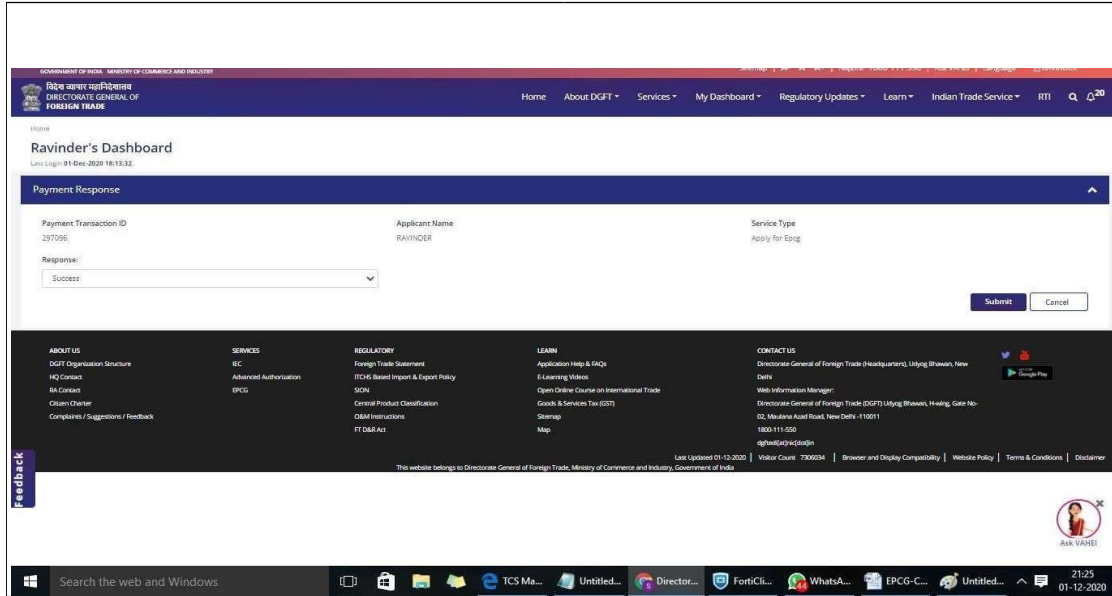 GOVERNMENT OF INDIA MINISTRY OF COMMERCE AND INDUSTRY
विदेश व्यापार महानिदेशालय
DIRECTORATE GENERAL OF
FOREIGN TRADE
Home About DGFT Services My Dashboard Regulatory Updates Learn Indian Trade Service RTI 20
Home
Ravinder's Dashboard
Last Login 01-Dec-2020 18:13:32
Payment Response
Payment Transaction ID Applicant Name Service Type
297096 RAVINDER Apply for Epcg
Response:
Success
Submit Cancel
ABOUT US SERVICES REGULATORY LEARN CONTACT US
DGFT Organization Structure IEC Foreign Trade Statement Application Help & FAQs Directorate General of Foreign Trade (Headquarters), Udyog Bhawan, New
HQ Contact Advanced Authorization ITCHS Based Import & Export Policy E-Learning Videos Delhi
RA Contact EPCG SION Open Online Course on International Trade Web Information Manager:
Citizen Charter Central Product Classification Goods & Services Tax (GST) Directorate General of Foreign Trade (DGFT) Udyog Bhawan, H-wing, Gate No-
Complaints / Suggestions / Feedback O&M Instructions Sitemap 02, Maulana Azad Road, New Delhi -110011
FT D&R Act Map 1800-111-550
dgftedi[at]nic[dot]in
Google Play
Last Updated 01-12-2020 | Visitor Count 7306034 | Browser and Display Compatibility | Website Policy | Terms & Conditions | Disclaimer
This website belongs to Directorate General of Foreign Trade, Ministry of Commerce and Industry, Government of India
Feedback
Ask VAHEI
Search the web and Windows TCS Ma... Untitled... Director... FortiCli... 44 WhatsA... EPCG-C... Untitled... 21:25
01-12-2020